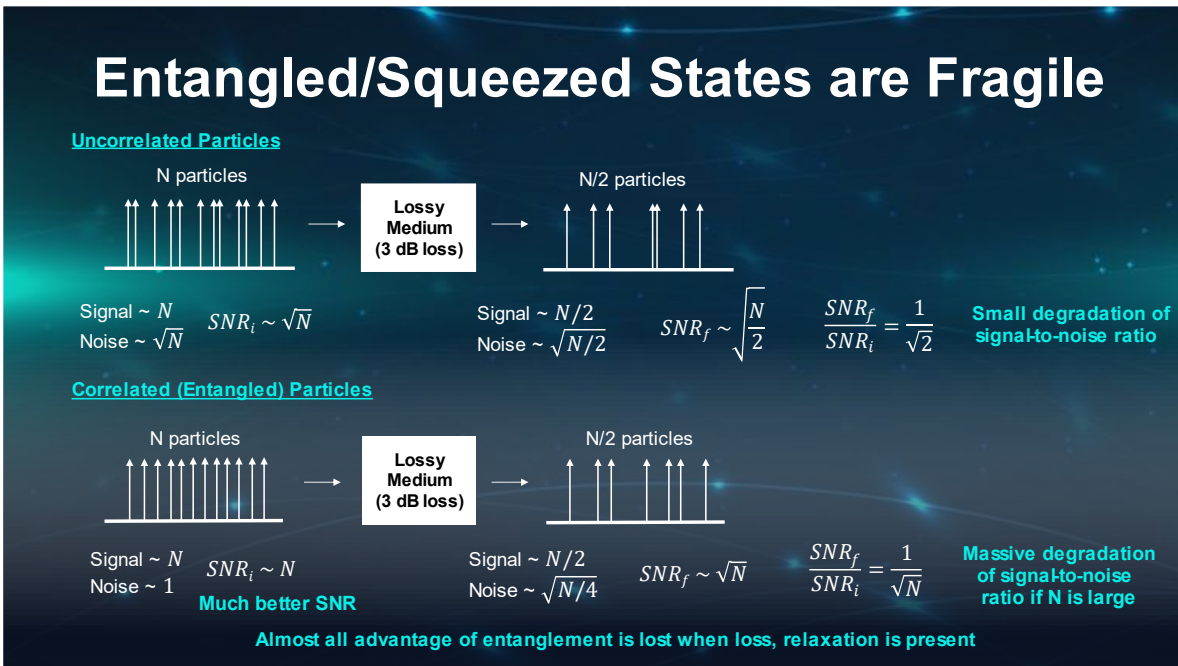 Entangled/Squeezed States are Fragile
Uncorrelated Particles
N particles
Lossy
Medium
(3 dB loss)
N/2 particles
Signal ~ N
Noise ~ √N
SNR_i ~ √N
Signal ~ N/2
Noise ~ √(N/2)
SNR_f ~ √(N/2)
SNR_f/SNR_i = 1/√2
Small degradation of
signal-to-noise ratio
Correlated (Entangled) Particles
N particles
Lossy
Medium
(3 dB loss)
N/2 particles
Signal ~ N
Noise ~ 1
SNR_i ~ N
Much better SNR
Signal ~ N/2
Noise ~ √(N/4)
SNR_f ~ √N
SNR_f/SNR_i = 1/√N
Massive degradation
of signal-to-noise
ratio if N is large
Almost all advantage of entanglement is lost when loss, relaxation is present